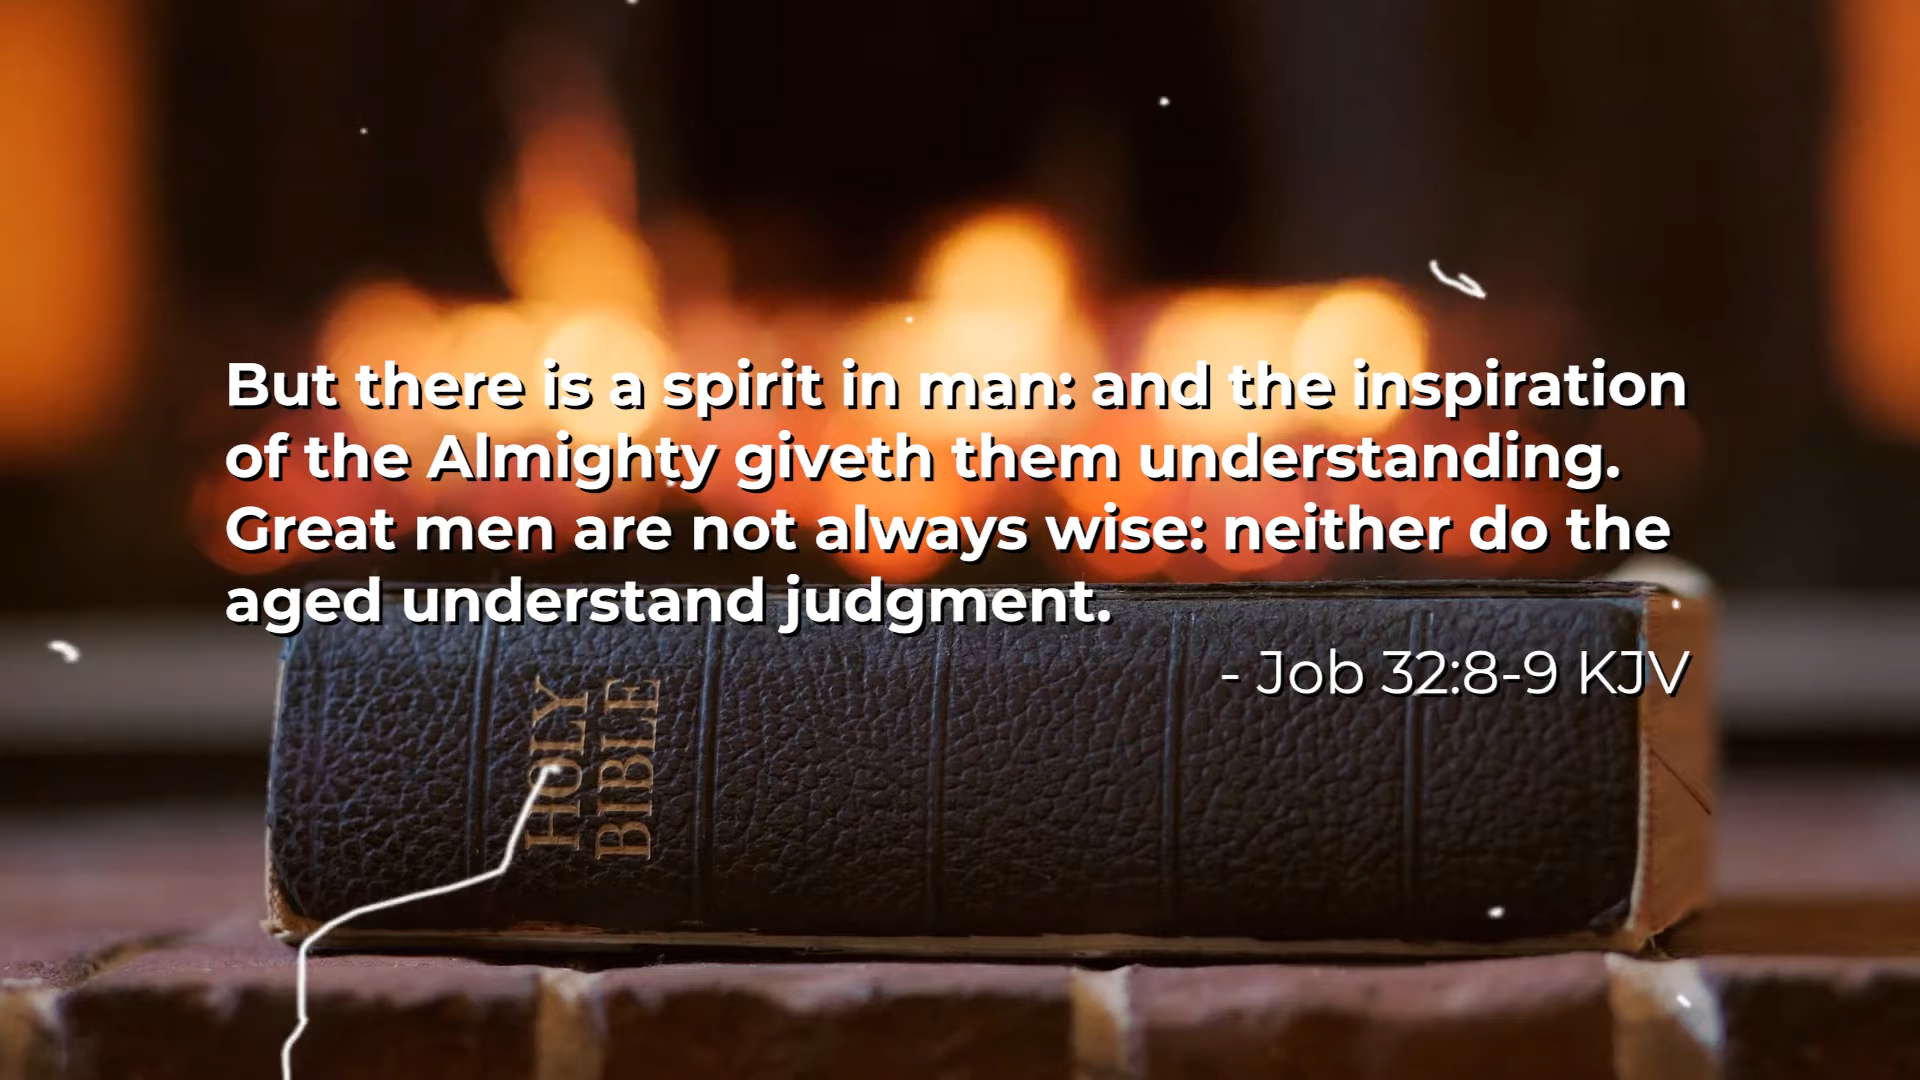 But there is a spirit in man: and the inspiration
of the Almighty giveth them understanding.
Great men are not always wise: neither do the
aged understand judgment.
- Job 32:8-9 KJV
HOLY
BIBLE